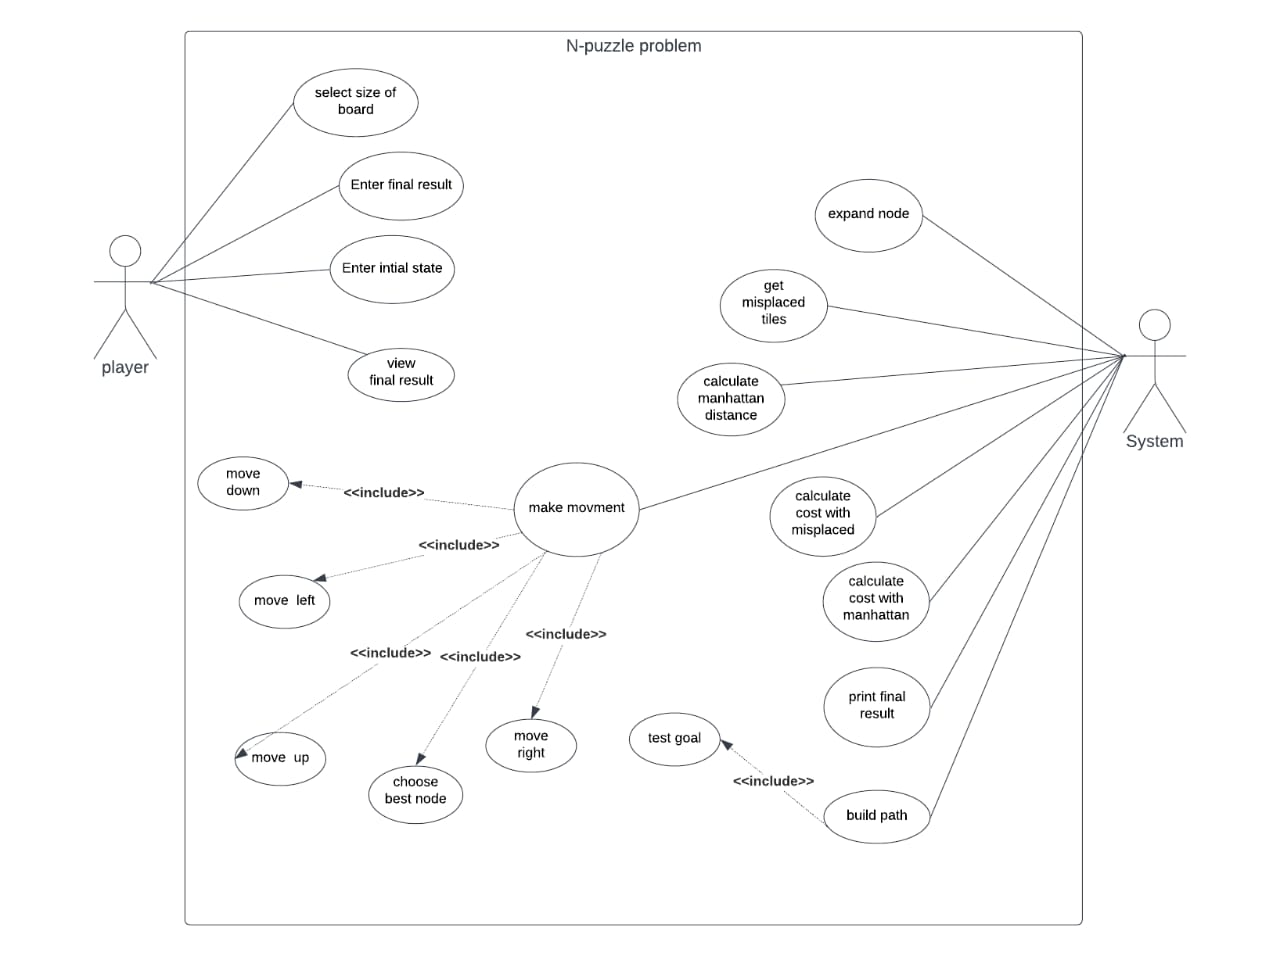 N-puzzle problem
select size of
board
Enter final result
Enter intial state
view
final result
player
expand node
get
misplaced
tiles
calculate
manhattan
distance
System
move
down
<<include>>
make movment
calculate
cost with
misplaced
<<include>>
move left
calculate
cost with
manhattan
<<include>>
<<include>>
<<include>>
print final
result
move up
choose
best node
move
right
test goal
<<include>>
build path